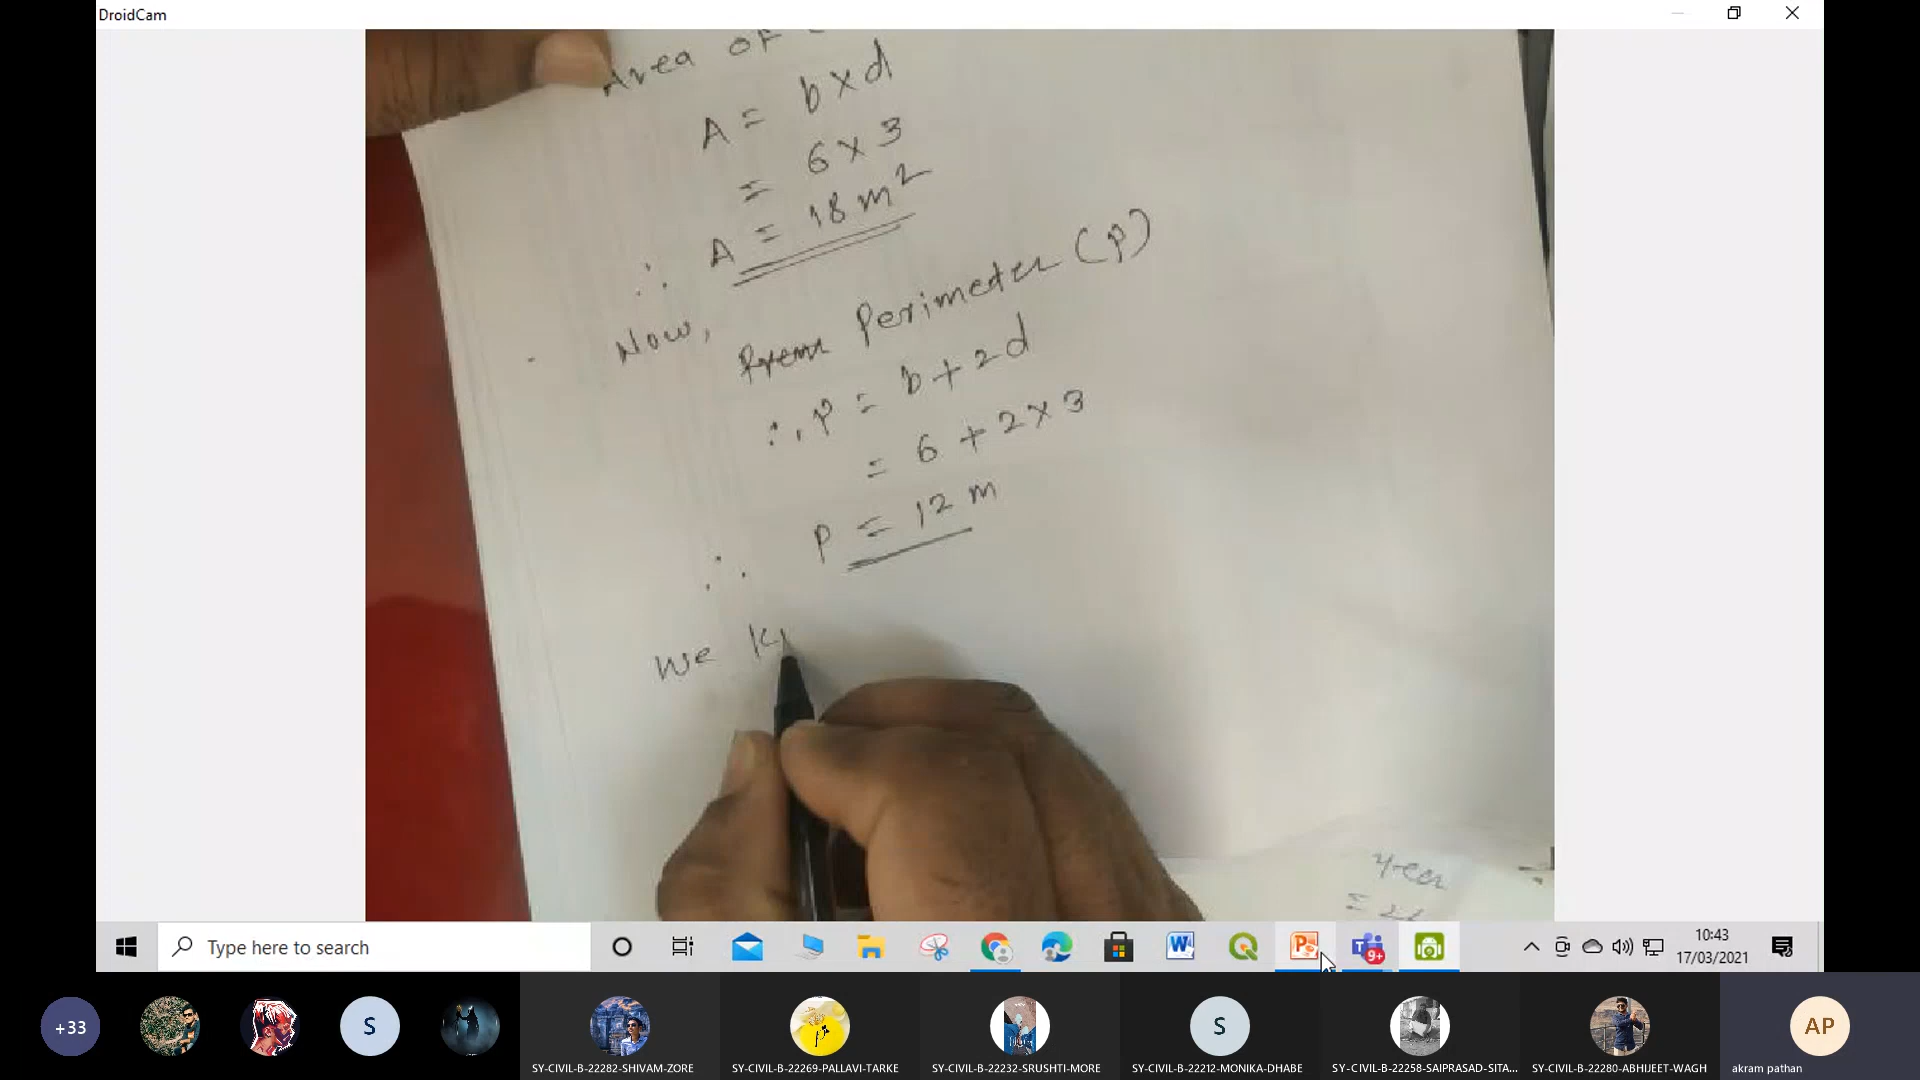 DroidCam
Area of
A = b × d
= 6 × 3
∴ A = 18 m²
Now, Perimeter (P)
∴ P = b + 2d
= 6 + 2 × 3
∴ P = 12 m
We Kn
Type here to search
9+
10:43
17/03/2021
+33
S
S
AP
SY-CIVIL-B-22282-SHIVAM-ZORE
SY-CIVIL-B-22269-PALLAVI-TARKE
SY-CIVIL-B-22232-SRUSHTI-MORE
SY-CIVIL-B-22212-MONIKA-DHABE
SY-CIVIL-B-22258-SAIPRASAD-SITA...
SY-CIVIL-B-22280-ABHIJEET-WAGH
akram pathan